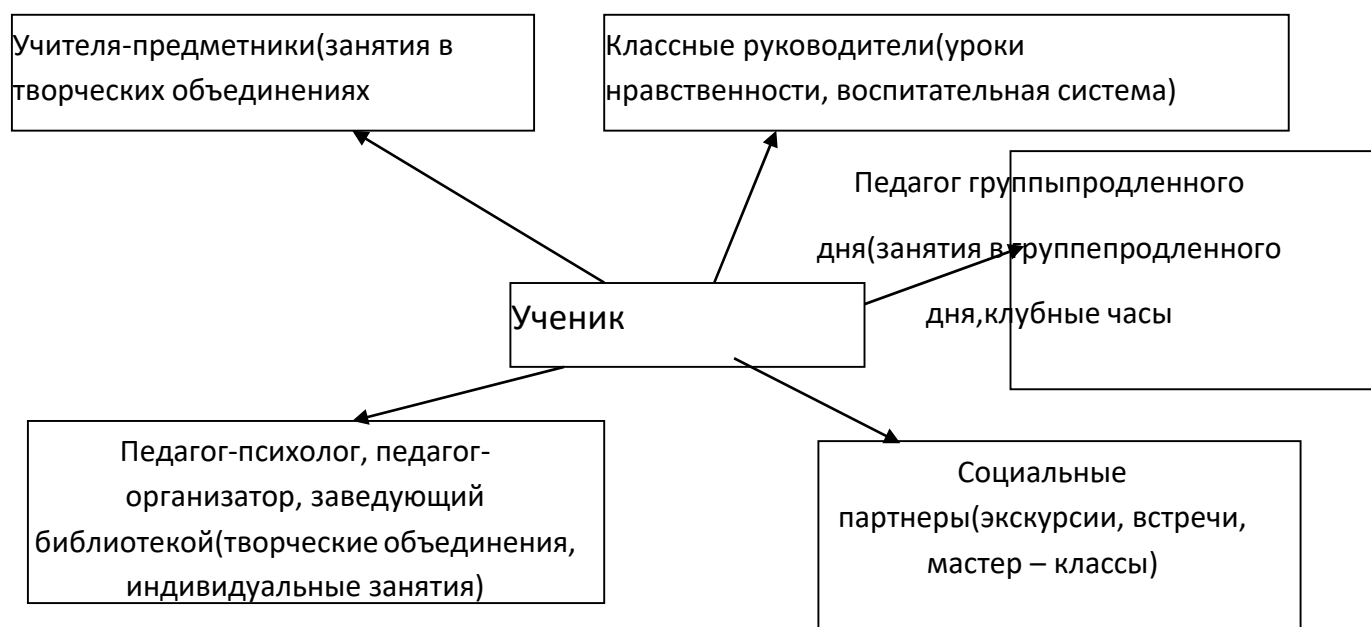 Учителя-предметники(занятия в
творческих объединениях
Классные руководители(уроки
нравственности, воспитательная система)
Педагог группыпродленного
дня(занятия в группепродленного
дня,клубные часы
Ученик
Педагог-психолог, педагог-
организатор, заведующий
библиотекой(творческие объединения,
индивидуальные занятия)
Социальные
партнеры(экскурсии, встречи,
мастер – классы)